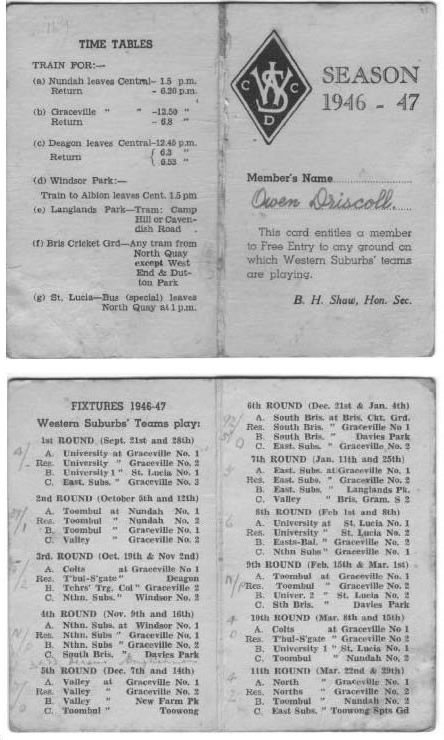 TIME TABLES
TRAIN FOR:—
(a) Nundah leaves Central— 1.5 p.m.
Return - 6.20 p.m.
(b) Graceville " " -12.50 "
Return - 6.8 "
(c) Deagon leaves Central-12.45 p.m.
Return { 6.3 "
6.53 "
(d) Windsor Park:—
Train to Albion leaves Cent. 1.5 pm
(e) Langlands Park—Tram: Camp
Hill or Caven-
dish Road
(f) Bris Cricket Grd—Any tram from
North Quay
except West
End & Dut-
ton Park
(g) St. Lucia—Bus (special) leaves
North Quay at 1 p.m.
C WS C
D
SEASON
1946 - 47
Member's Name
Owen Driscoll.
This card entitles a member
to Free Entry to any ground on
which Western Suburbs' teams
are playing.
B. H. Shaw, Hon. Sec.
FIXTURES 1946-47
Western Suburbs' Teams play:
1st ROUND (Sept. 21st and 28th)
A. University at Graceville No. 1
Res. University " Graceville No. 2
B. University 1 " St. Lucia No. 1
C. East. Subs. " Graceville No. 3
2nd ROUND (October 5th and 12th)
A. Toombul at Nundah No. 1
Res. Toombul " Nundah No. 2
B. Toombul " Graceville No. 1
C. Valley " Graceville No. 2
3rd. ROUND (Oct. 19th & Nov 2nd)
A. Colts at Graceville No 1
Res. T'bul-S'gate " Deagon
B. Tchrs' Trg. Col " Graceville 2
C. Nthn. Subs " Windsor No. 2
4th ROUND (Nov. 9th and 16th)
A. Nthn. Subs at Windsor No. 1
Res. Nthn. Subs " Graceville No. 1
B. Nthn. Subs " Graceville No. 2
C. South Bris. " Davies Park
5th ROUND (Dec. 7th and 14th)
A. Valley at Graceville No. 1
Res. Valley " Graceville No. 2
B. Valley " New Farm Pk
C. Toombul " Toowong
6th ROUND (Dec. 21st & Jan. 4th)
A. South Bris. at Bris. Ckt. Grd.
Res. South Bris. " Graceville No 1
B. South Bris. " Davies Park
C. East. Subs " Graceville No. 2
7th ROUND (Jan. 11th and 25th)
A. East. Subs. at Graceville No. 1
Res. East. Subs. " Graceville No. 2
B. East. Subs. " Langlands Pk.
C. Valley " Bris, Gram. S 2
8th ROUND (Feb 1st and 8th)
A. University at St. Lucia No. 1
Res. University " St. Lucia No. 2
B. Easts-Bal. " Graceville No. 2
C. Nthn Subs " Graceville No. 1
9th ROUND (Feb. 15th & Mar. 1st)
A. Toombul at Graceville No. 1
Res. Toombul " Graceville No. 2
B. Univer. 2 " St. Lucia No. 2
C. Sth Bris. " Davies Park
10th ROUND (Mar. 8th and 15th)
A. Colts at Graceville No 1
Res. T'bul-S'gate " Graceville No 2
B. University 1 " St. Lucia No. 1
C. Toombul " Nundah No, 2
11th ROUND (Mar. 22nd & 29th)
A. North " Graceville No. 1
Res. Norths " Graceville No. 2
B. Toombul " Nundah No. 2
C. East Subs " Toowong Spts Gd